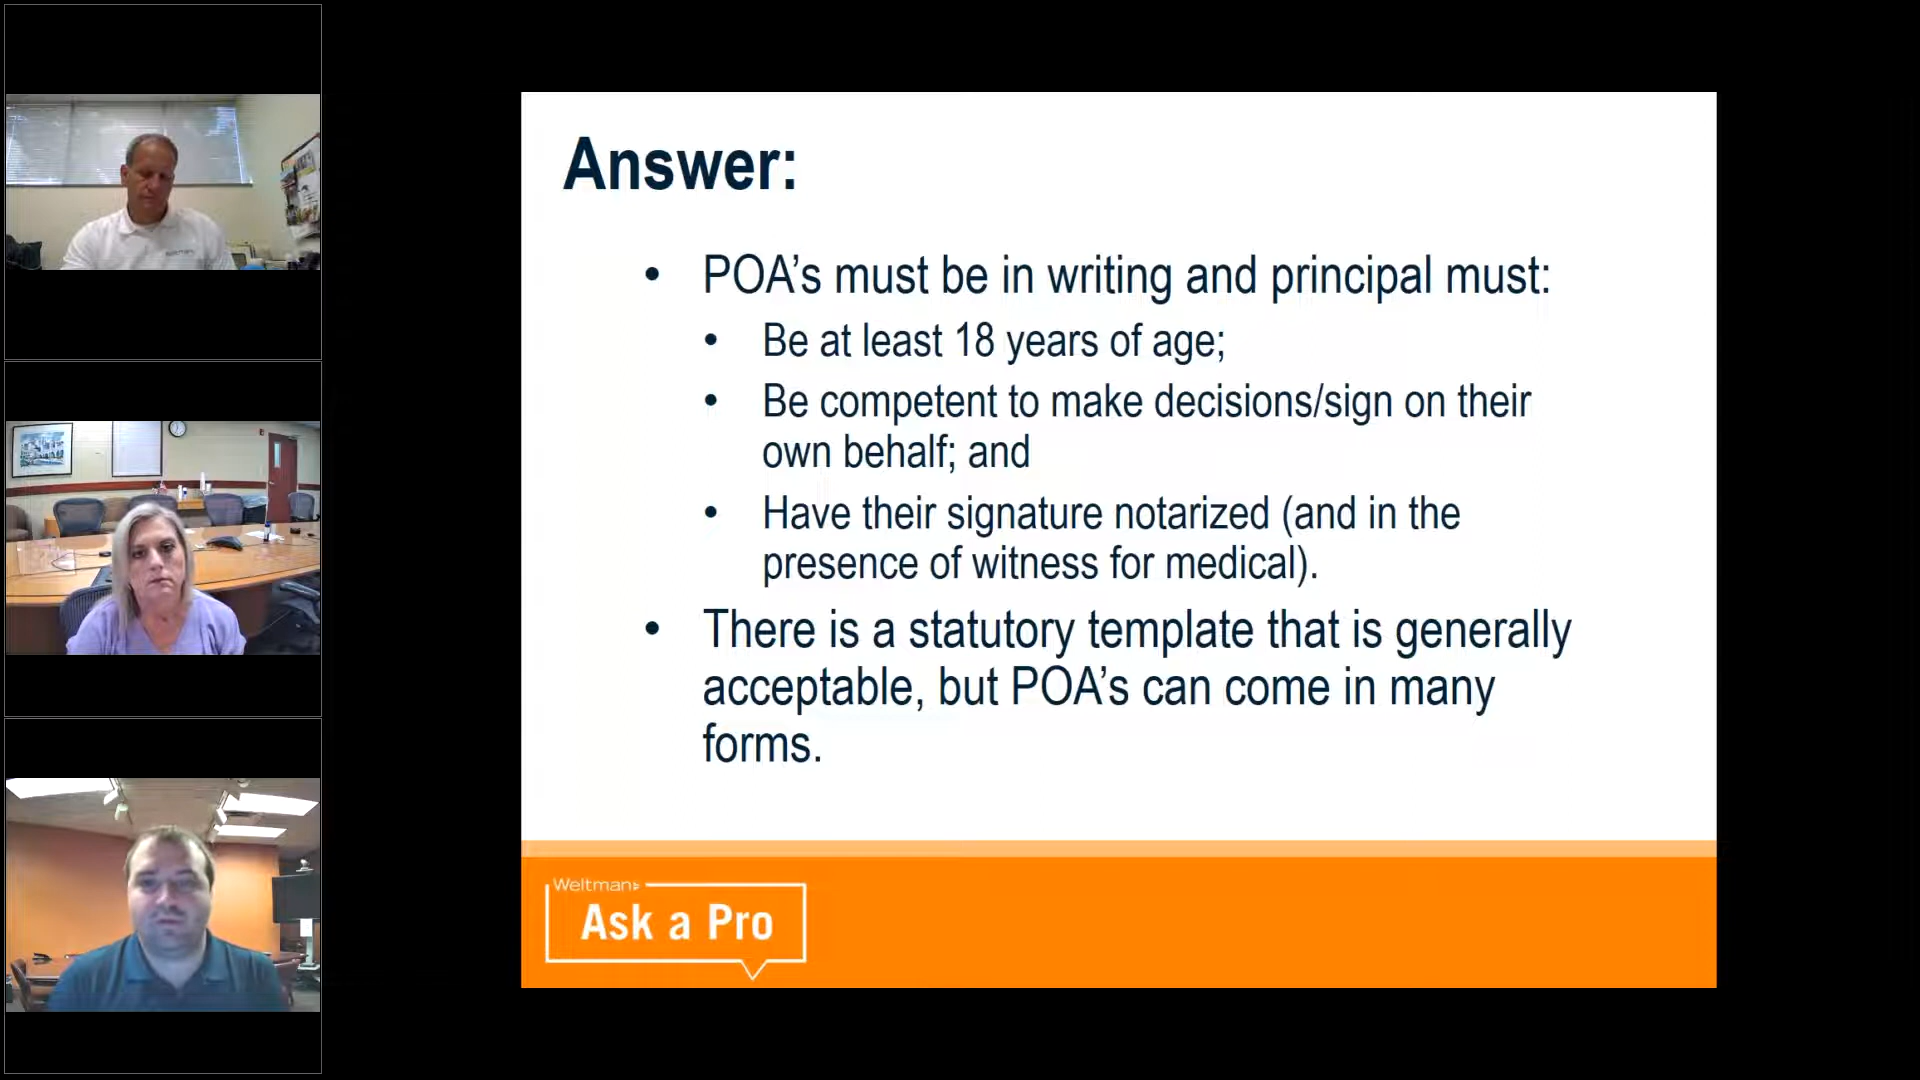 Answer:
• POA’s must be in writing and principal must:
• Be at least 18 years of age;
• Be competent to make decisions/sign on their
own behalf; and
• Have their signature notarized (and in the
presence of witness for medical).
• There is a statutory template that is generally
acceptable, but POA’s can come in many
forms.
Weltman
Ask a Pro